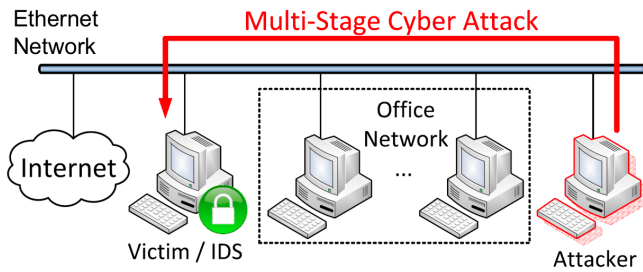 Ethernet
Network
Multi-Stage Cyber Attack
Internet
Office
Network
...
Victim / IDS
Attacker